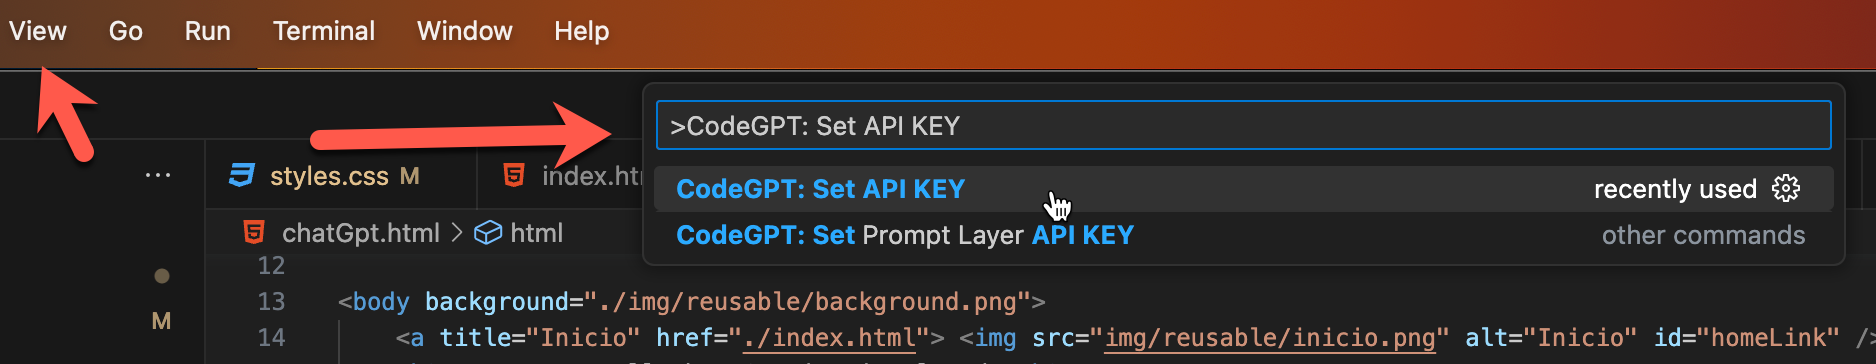 View Go Run Terminal Window Help
>CodeGPT: Set API KEY
CodeGPT: Set API KEY recently used
CodeGPT: Set Prompt Layer API KEY other commands
... styles.css M index.ht
chatGpt.html > html
12
13 <body background="./img/reusable/background.png">
M
14 <a title="Inicio" href="./index.html"> <img src="img/reusable/inicio.png" alt="Inicio" id="homeLink" />